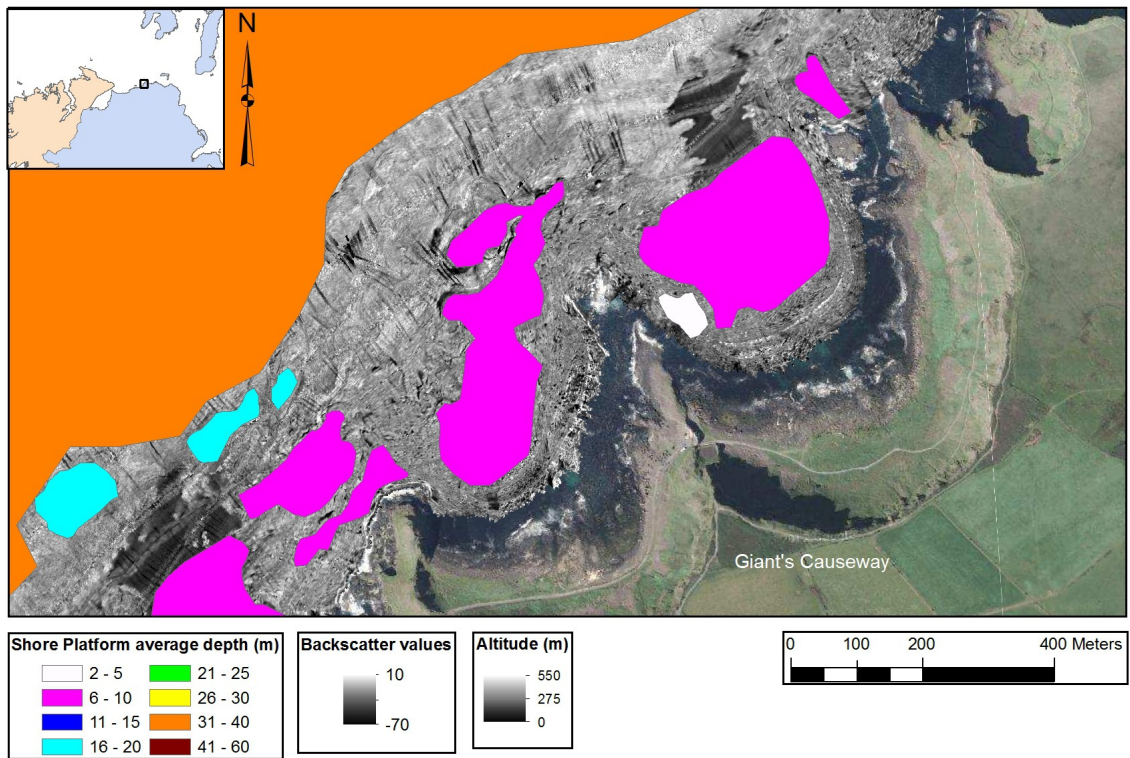 N
Giant's Causeway
Shore Platform average depth (m)
2 - 5
6 - 10
11 - 15
16 - 20
21 - 25
26 - 30
31 - 40
41 - 60
Backscatter values
10
-70
Altitude (m)
550
275
0
0 100 200 400 Meters